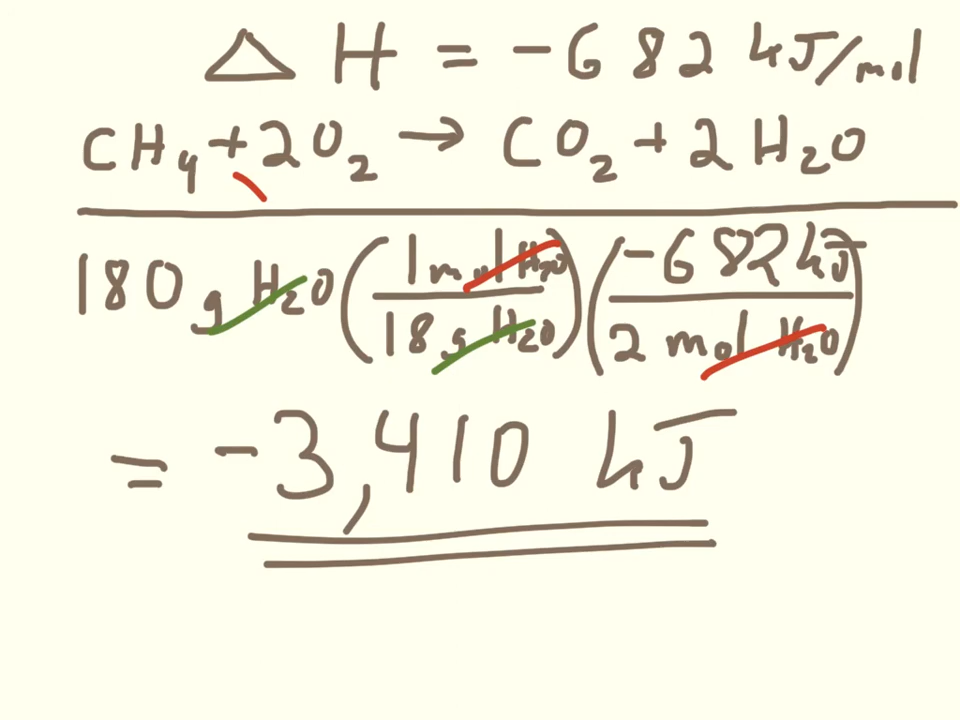 △ H = -682 kJ/mol
CH₄ + 2O₂ → CO₂ + 2H₂O
180 g H₂O (1 mol H₂O / 18 g H₂O) (-682 kJ / 2 mol H₂O)
= -3,410 kJ